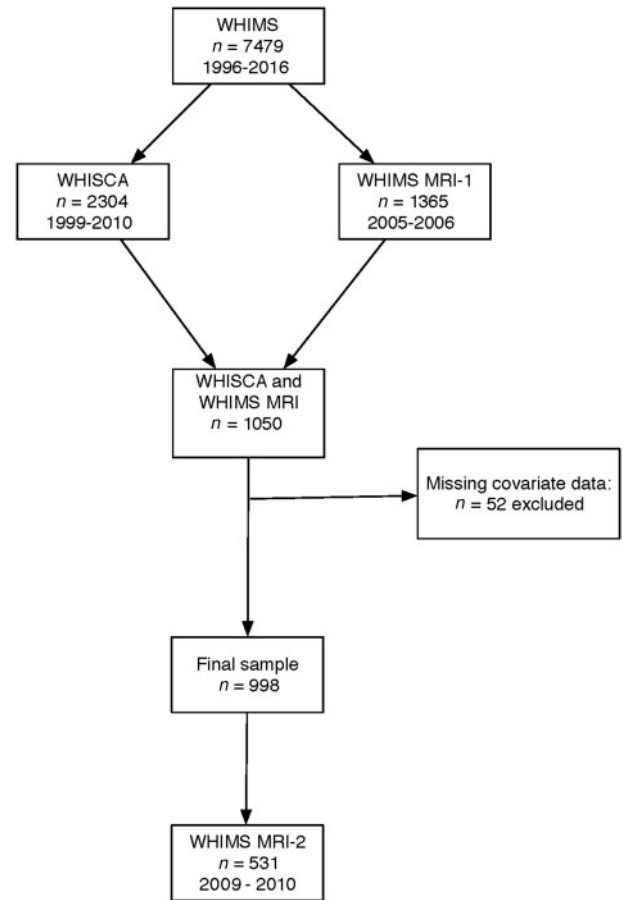 WHIMS
n = 7479
1996-2016
WHISCA
n = 2304
1999-2010
WHIMS MRI-1
n = 1365
2005-2006
WHISCA and
WHIMS MRI
n = 1050
Missing covariate data:
n = 52 excluded
Final sample
n = 998
WHIMS MRI-2
n = 531
2009 - 2010